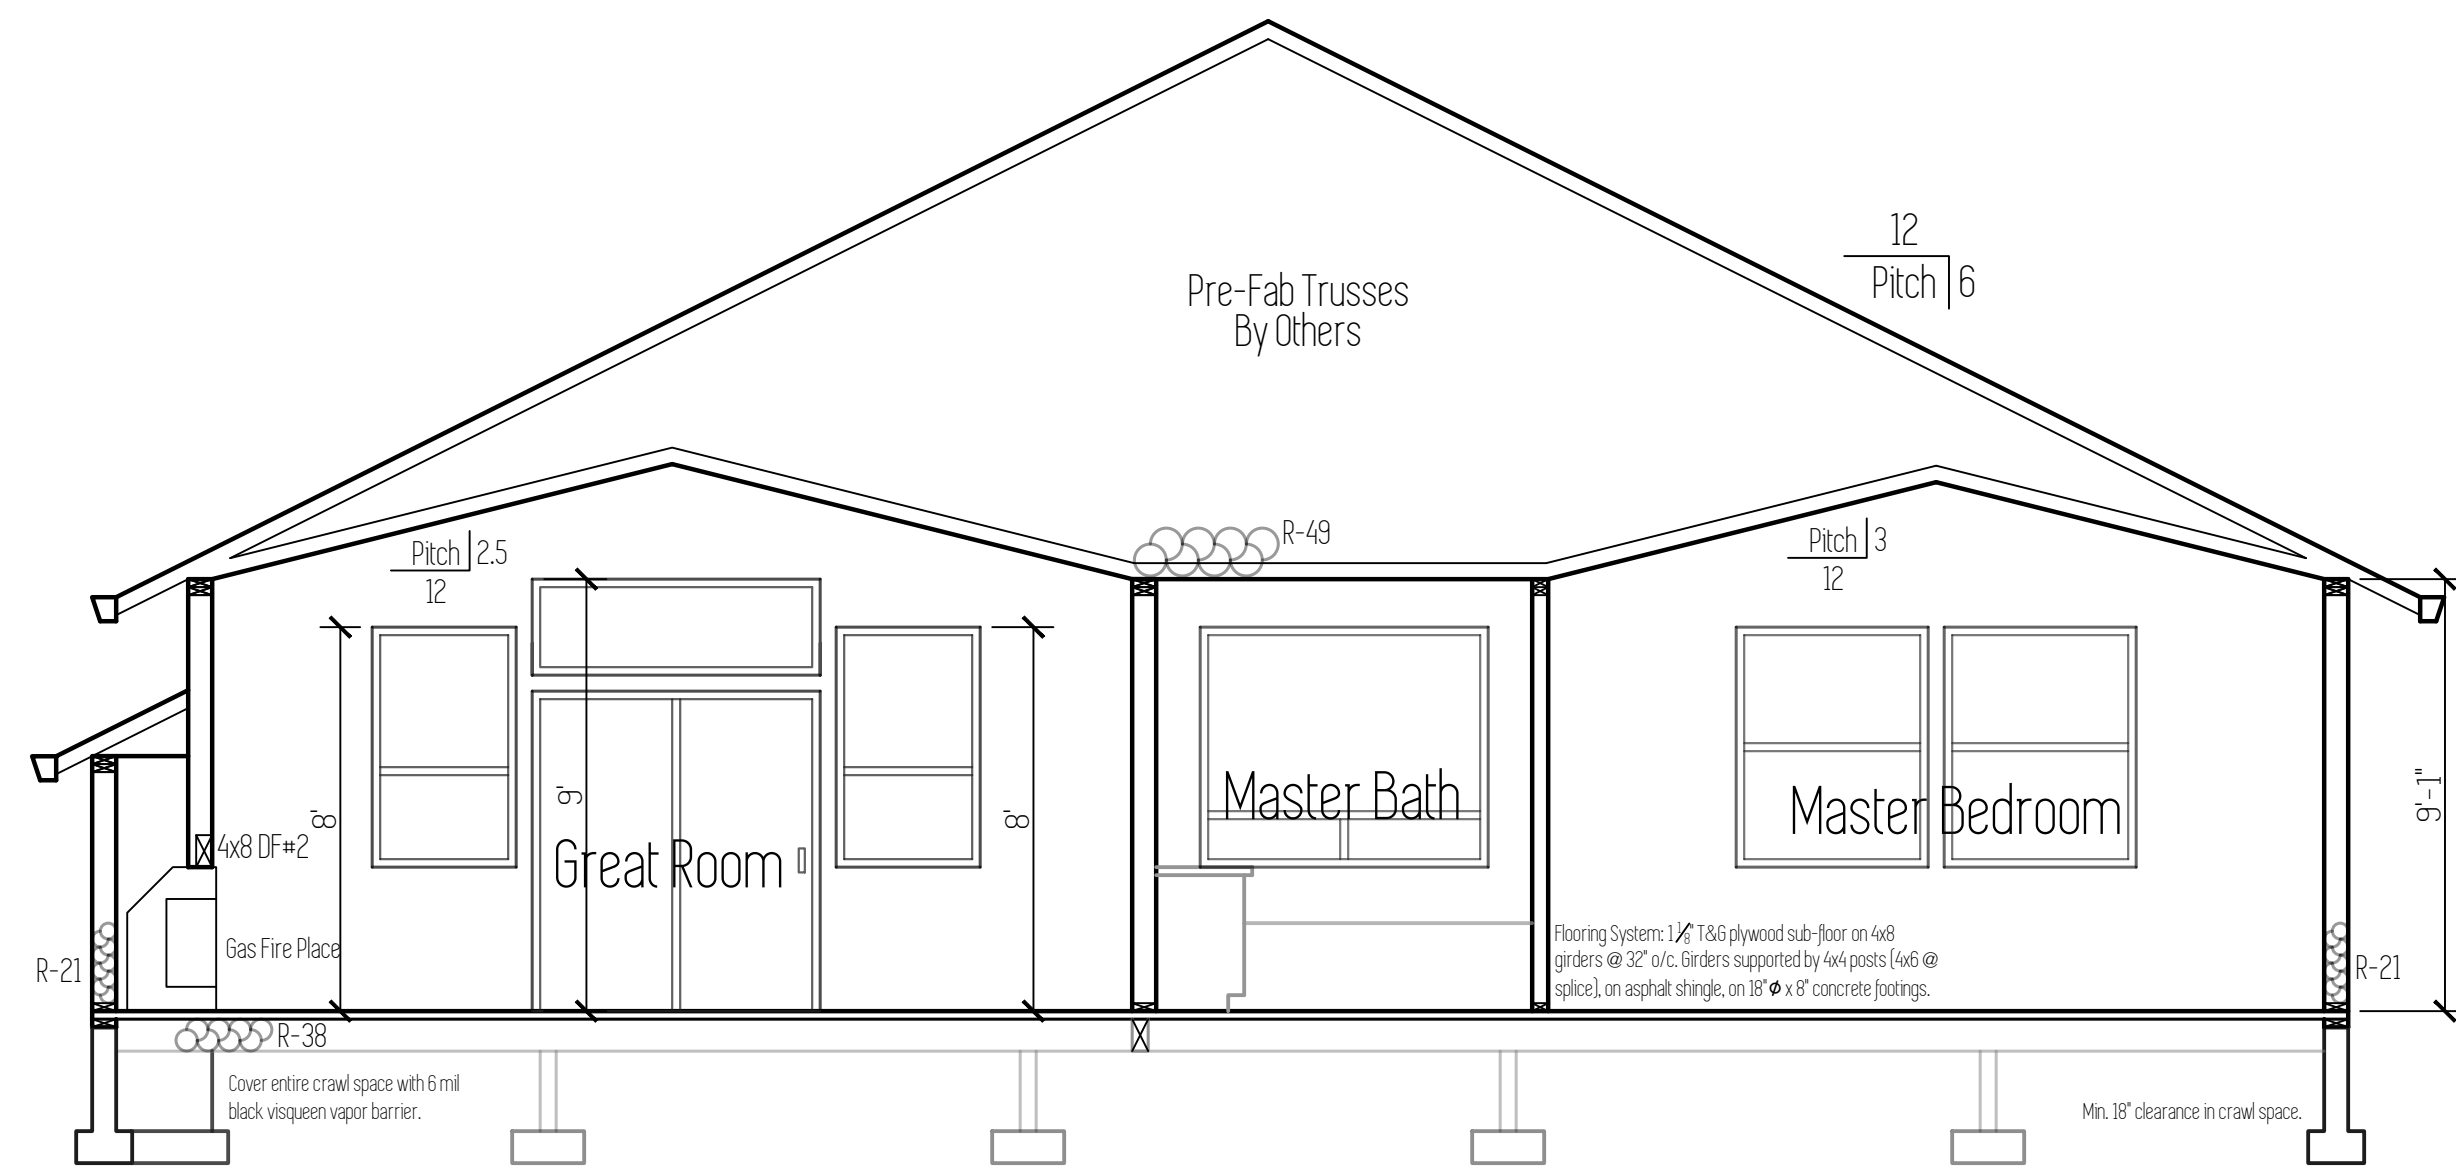 12
Pitch 6
Pre-Fab Trusses
By Others
R-49
Pitch 2.5
12
Pitch 3
12
8'
9'
8'
9'-1"
Master Bath
Master Bedroom
Great Room
4x8 DF#2
Gas Fire Place
R-21
R-21
Flooring System: 1 1/8" T&G plywood sub-floor on 4x8
girders @ 32" o/c. Girders supported by 4x4 posts (4x6 @
splice), on asphalt shingle, on 18"ϕ x 8" concrete footings.
R-38
Cover entire crawl space with 6 mil
black visqueen vapor barrier.
Min. 18" clearance in crawl space.